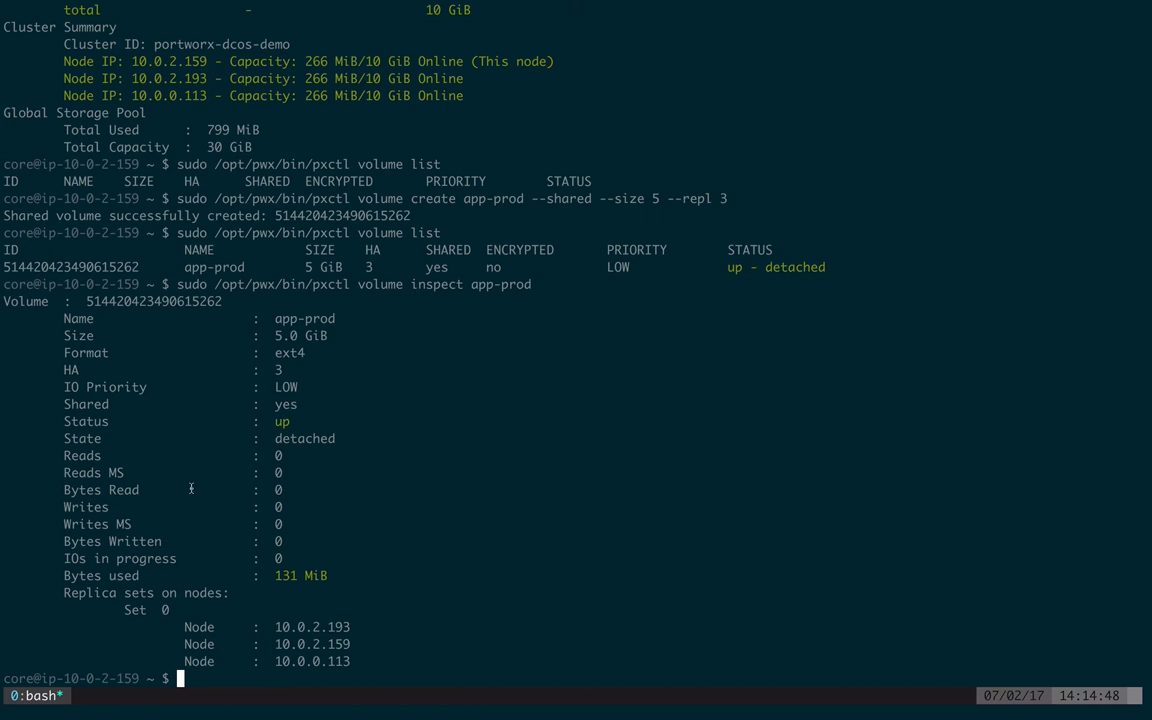 total - 10 GiB
Cluster Summary
Cluster ID: portworx-dcos-demo
Node IP: 10.0.2.159 - Capacity: 266 MiB/10 GiB Online (This node)
Node IP: 10.0.2.193 - Capacity: 266 MiB/10 GiB Online
Node IP: 10.0.0.113 - Capacity: 266 MiB/10 GiB Online
Global Storage Pool
Total Used : 799 MiB
Total Capacity : 30 GiB
core@ip-10-0-2-159 ~ $ sudo /opt/pwx/bin/pxctl volume list
ID NAME SIZE HA SHARED ENCRYPTED PRIORITY STATUS
core@ip-10-0-2-159 ~ $ sudo /opt/pwx/bin/pxctl volume create app-prod --shared --size 5 --repl 3
Shared volume successfully created: 514420423490615262
core@ip-10-0-2-159 ~ $ sudo /opt/pwx/bin/pxctl volume list
ID NAME SIZE HA SHARED ENCRYPTED PRIORITY STATUS
514420423490615262 app-prod 5 GiB 3 yes no LOW up - detached
core@ip-10-0-2-159 ~ $ sudo /opt/pwx/bin/pxctl volume inspect app-prod
Volume : 514420423490615262
Name : app-prod
Size : 5.0 GiB
Format : ext4
HA : 3
IO Priority : LOW
Shared : yes
Status : up
State : detached
Reads : 0
Reads MS : 0
Bytes Read : 0
Writes : 0
Writes MS : 0
Bytes Written : 0
IOs in progress : 0
Bytes used : 131 MiB
Replica sets on nodes:
Set 0
Node : 10.0.2.193
Node : 10.0.2.159
Node : 10.0.0.113
core@ip-10-0-2-159 ~ $
0:bash* 07/02/17 14:14:48